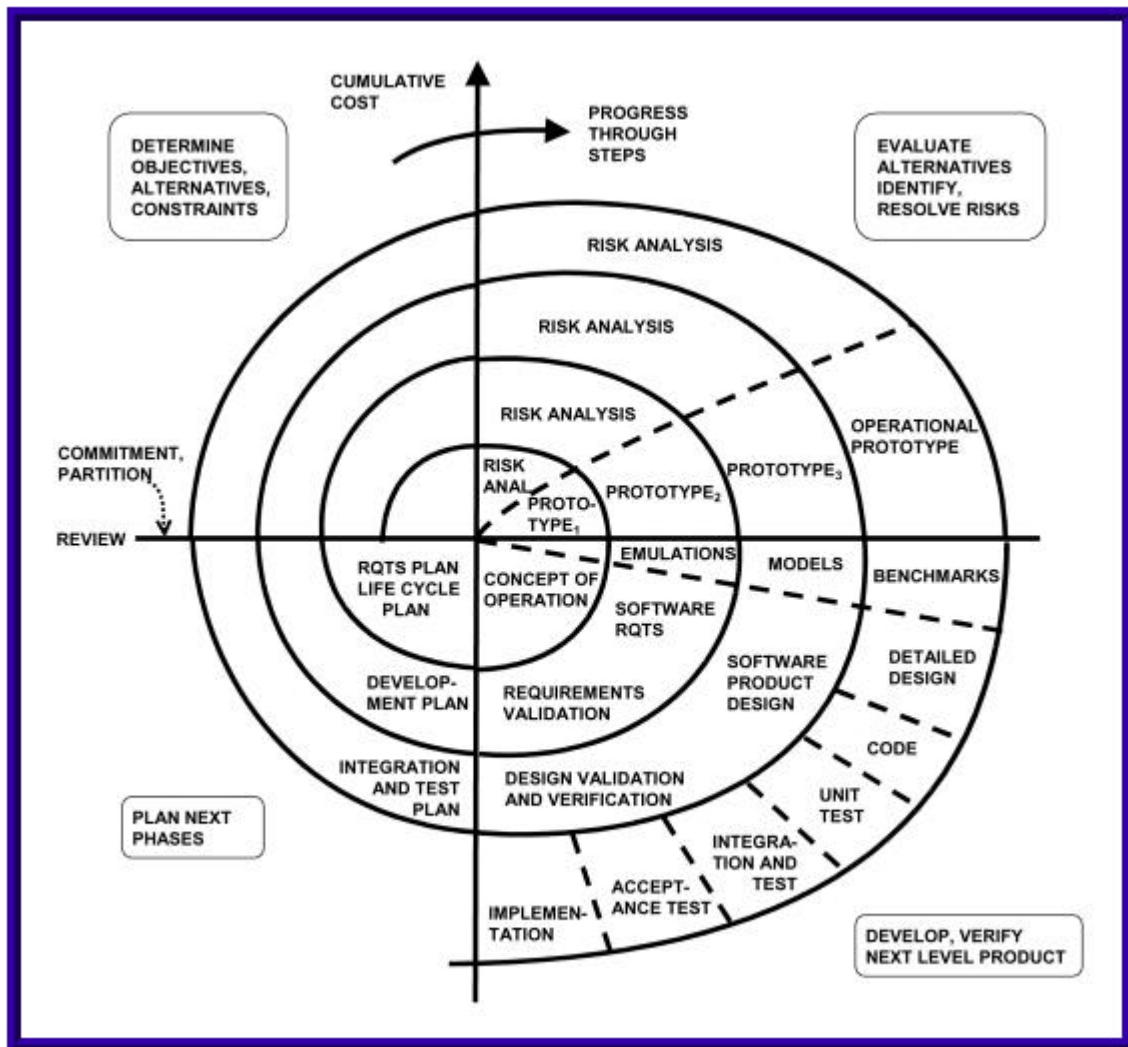 CUMULATIVE
COST
PROGRESS
THROUGH
STEPS
DETERMINE
OBJECTIVES,
ALTERNATIVES,
CONSTRAINTS
EVALUATE
ALTERNATIVES
IDENTIFY,
RESOLVE RISKS
RISK ANALYSIS
RISK ANALYSIS
RISK ANALYSIS
RISK
ANAL.
PROTO-
TYPE1
PROTOTYPE2
PROTOTYPE3
OPERATIONAL
PROTOTYPE
COMMITMENT,
PARTITION
REVIEW
EMULATIONS
MODELS
BENCHMARKS
RQTS PLAN
LIFE CYCLE
PLAN
CONCEPT OF
OPERATION
SOFTWARE
RQTS
SOFTWARE
PRODUCT
DESIGN
DETAILED
DESIGN
DEVELOP-
MENT PLAN
REQUIREMENTS
VALIDATION
CODE
INTEGRATION
AND TEST
PLAN
DESIGN VALIDATION
AND VERIFICATION
UNIT
TEST
PLAN NEXT
PHASES
INTEGRA-
TION AND
TEST
ACCEPT-
ANCE TEST
IMPLEMEN-
TATION
DEVELOP, VERIFY
NEXT LEVEL PRODUCT